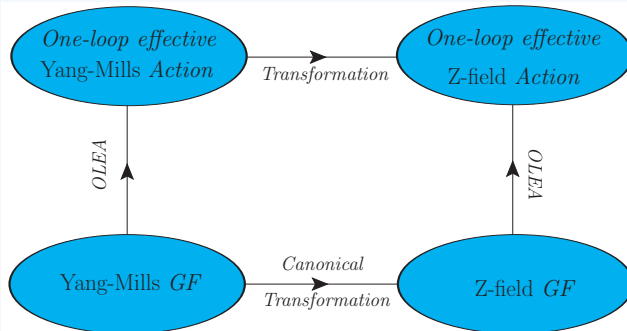 One-loop effective
Yang-Mills Action
Transformation
One-loop effective
Z-field Action
OLEA
OLEA
Yang-Mills GF
Canonical
Transformation
Z-field GF